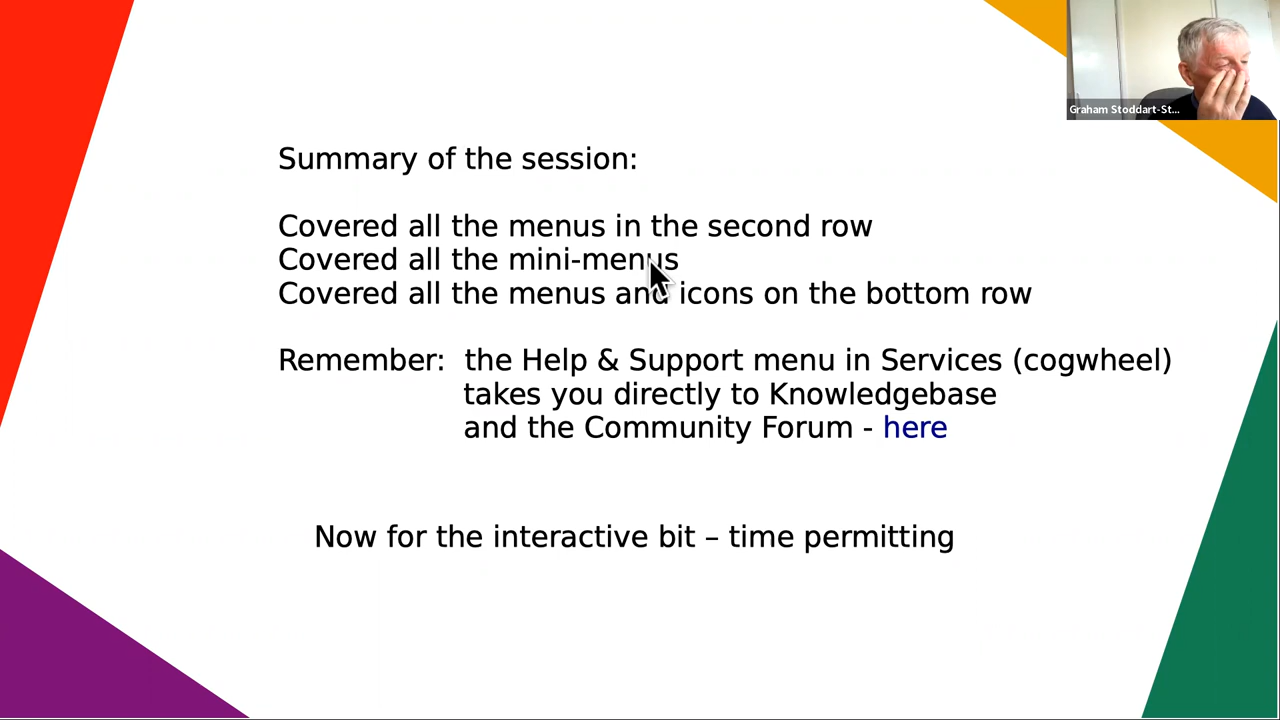 Graham Stoddart-St...
Summary of the session:
Covered all the menus in the second row
Covered all the mini-menus
Covered all the menus and icons on the bottom row
Remember: the Help & Support menu in Services (cogwheel)
takes you directly to Knowledgebase
and the Community Forum - here
Now for the interactive bit – time permitting